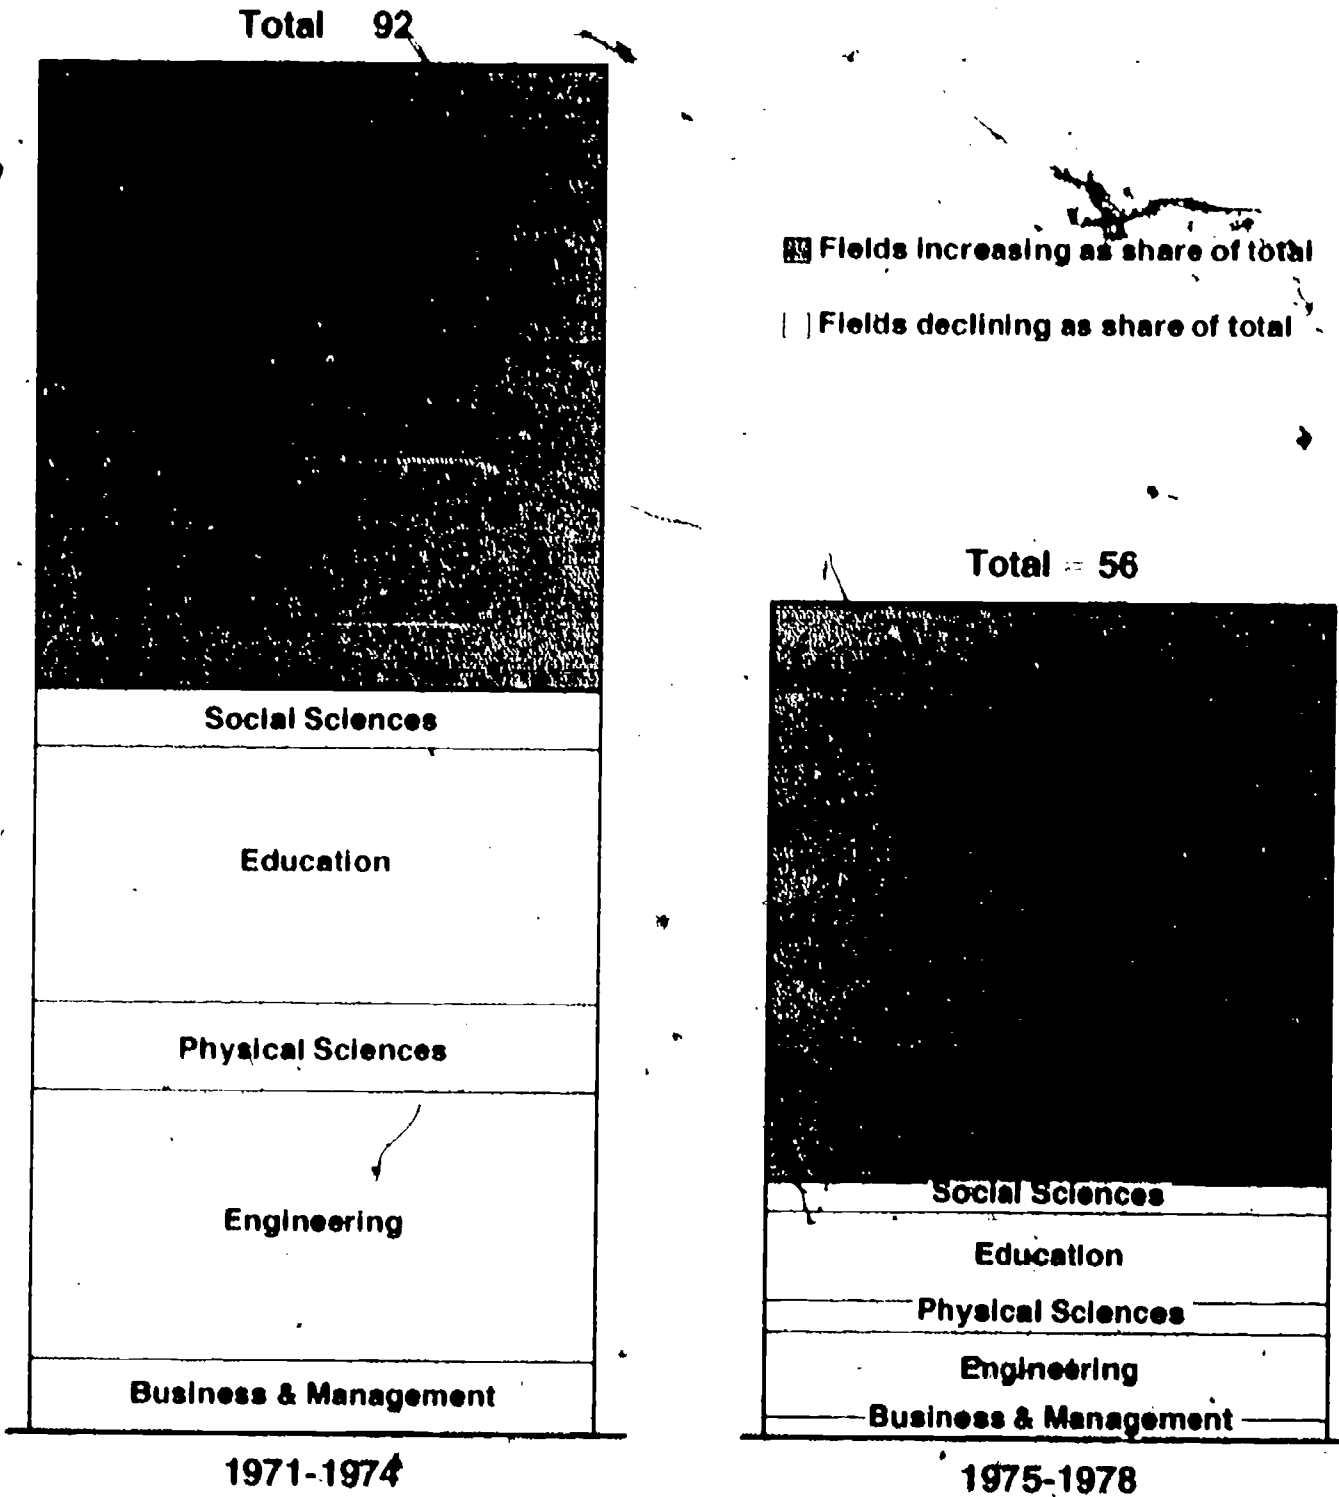 Total 92
Fields increasing as share of total
Fields declining as share of total
Total = 56
Social Sciences
Education
Physical Sciences
Engineering
Business & Management
1971-1974
Social Sciences
Education
Physical Sciences
Engineering
Business & Management
1975-1978